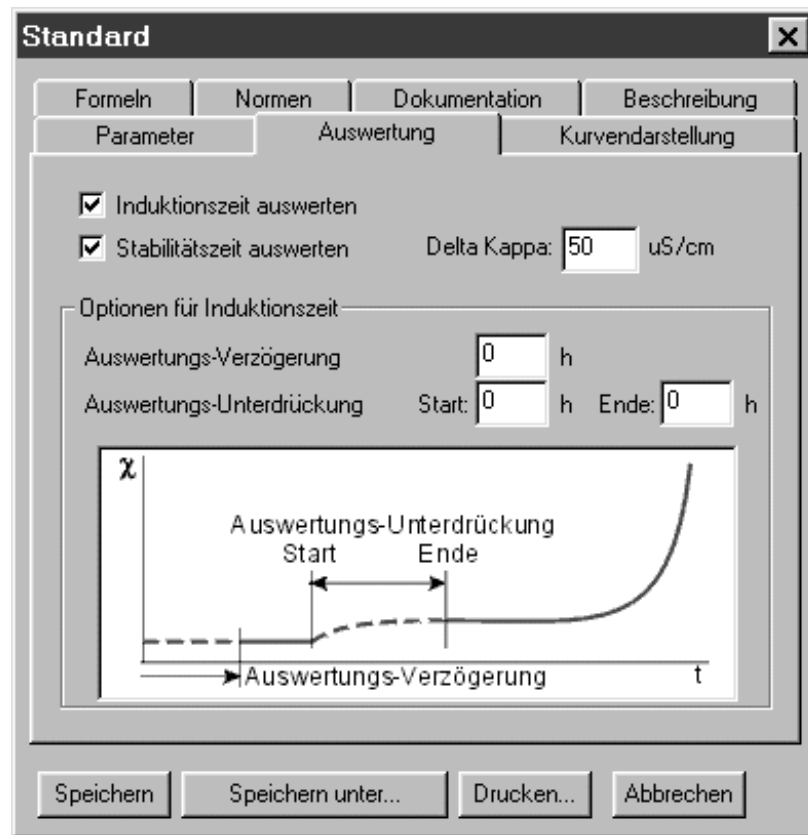 Standard
Formeln Normen Dokumentation Beschreibung
Parameter Auswertung Kurvendarstellung
Induktionszeit auswerten
Stabilitätszeit auswerten Delta Kappa: 50 uS/cm
Optionen für Induktionszeit
Auswertungs-Verzögerung 0 h
Auswertungs-Unterdrückung Start: 0 h Ende: 0 h
χ
Auswertungs-Unterdrückung
Start Ende
Auswertungs-Verzögerung t
Speichern Speichern unter... Drucken... Abbrechen